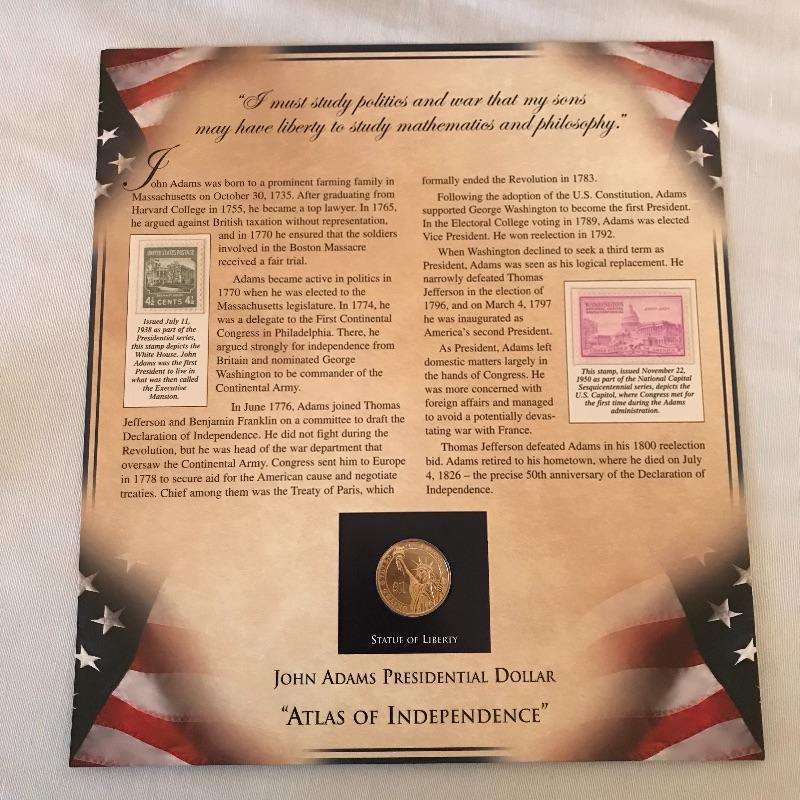 "I must study politics and war that my sons
may have liberty to study mathematics and philosophy."
John Adams was born to a prominent farming family in
Massachusetts on October 30, 1735. After graduating from
Harvard College in 1755, he became a top lawyer. In 1765,
he argued against British taxation without representation,
and in 1770 he ensured that the soldiers
involved in the Boston Massacre
received a fair trial.
UNITED STATES POSTAGE
4½ CENTS 4½
Issued July 11,
1938 as part of the
Presidential series,
this stamp depicts the
White House. John
Adams was the first
President to live in
what was then called
the Executive
Mansion.
Adams became active in politics in
1770 when he was elected to the
Massachusetts legislature. In 1774, he
was a delegate to the First Continental
Congress in Philadelphia. There, he
argued strongly for independence from
Britain and nominated George
Washington to be commander of the
Continental Army.
In June 1776, Adams joined Thomas
Jefferson and Benjamin Franklin on a committee to draft the
Declaration of Independence. He did not fight during the
Revolution, but he was head of the war department that
oversaw the Continental Army. Congress sent him to Europe
in 1778 to secure aid for the American cause and negotiate
treaties. Chief among them was the Treaty of Paris, which
formally ended the Revolution in 1783.
Following the adoption of the U.S. Constitution, Adams
supported George Washington to become the first President.
In the Electoral College voting in 1789, Adams was elected
Vice President. He won reelection in 1792.
When Washington declined to seek a third term as
President, Adams was seen as his logical replacement. He
narrowly defeated Thomas
Jefferson in the election of
1796, and on March 4, 1797
he was inaugurated as
America's second President.
As President, Adams left
domestic matters largely in
the hands of Congress. He
was more concerned with
foreign affairs and managed
to avoid a potentially devas-
tating war with France.
WASHINGTON
This stamp, issued November 22,
1950 as part of the National Capital
Sesquicentennial series, depicts the
U.S. Capitol, where Congress met for
the first time during the Adams
administration.
Thomas Jefferson defeated Adams in his 1800 reelection
bid. Adams retired to his hometown, where he died on July
4, 1826 – the precise 50th anniversary of the Declaration of
Independence.
$1
STATUE OF LIBERTY
JOHN ADAMS PRESIDENTIAL DOLLAR
"ATLAS OF INDEPENDENCE"